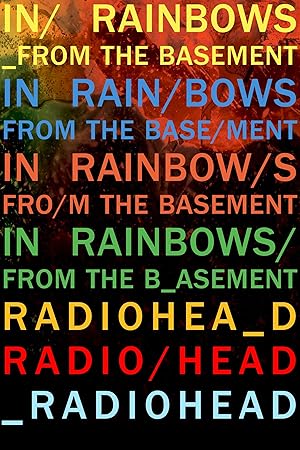 IN/ RAINBOWS
_FROM THE BASEMENT
IN RAIN/BOWS
FROM THE BASE/MENT
IN RAINBOW/S
FRO/M THE BASEMENT
IN RAINBOWS/
FROM THE B_ASEMENT
RADIOHEA_D
RADIO/HEAD
_RADIOHEAD